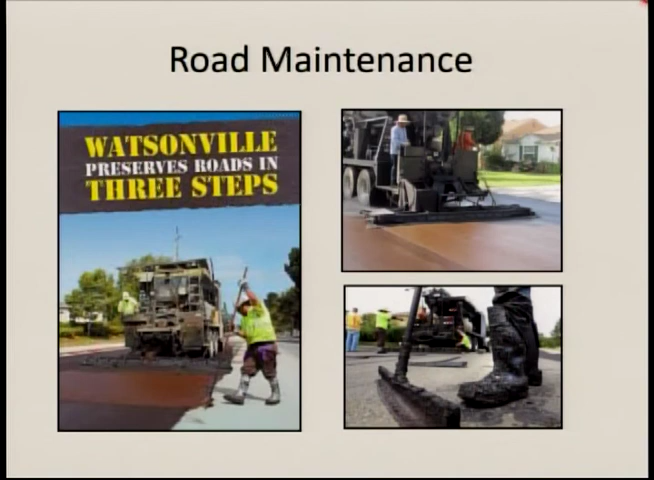 Road Maintenance
WATSONVILLE
PRESERVES ROADS IN
THREE STEPS